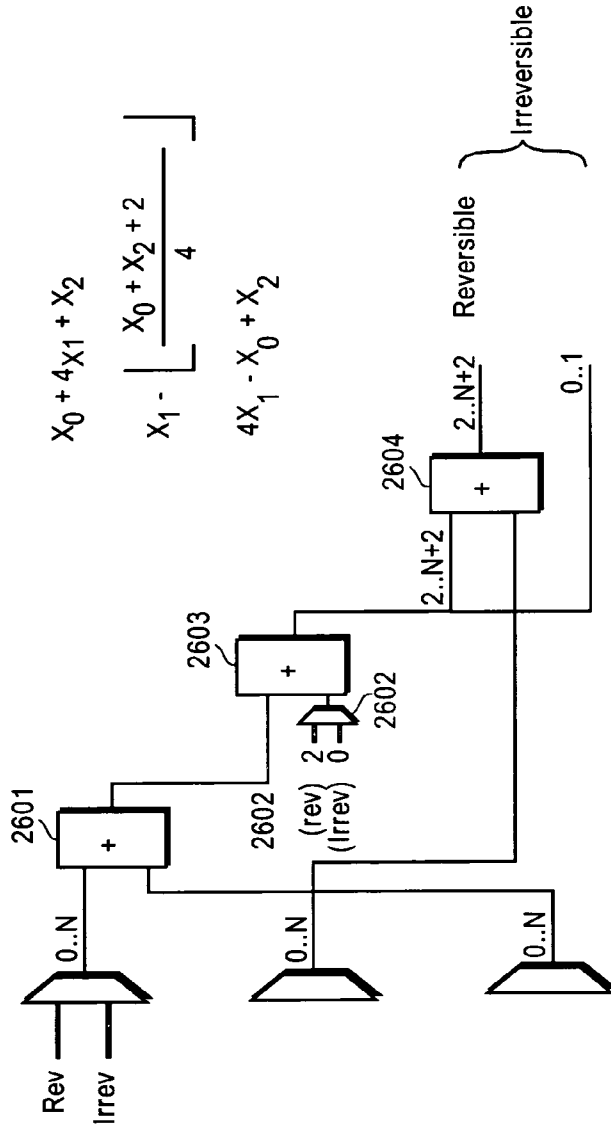 X0 + 4X1 + X2
X1 - [ X0 + X2 + 2 / 4 ]
4X1 - X0 + X2
Rev
Irrev
0..N
2601
+
2602
(rev) 2
(Irrev) 0
2602
2603
+
0..N
0..N
2..N+2
2604
+
2..N+2
Reversible
0..1
Irreversible